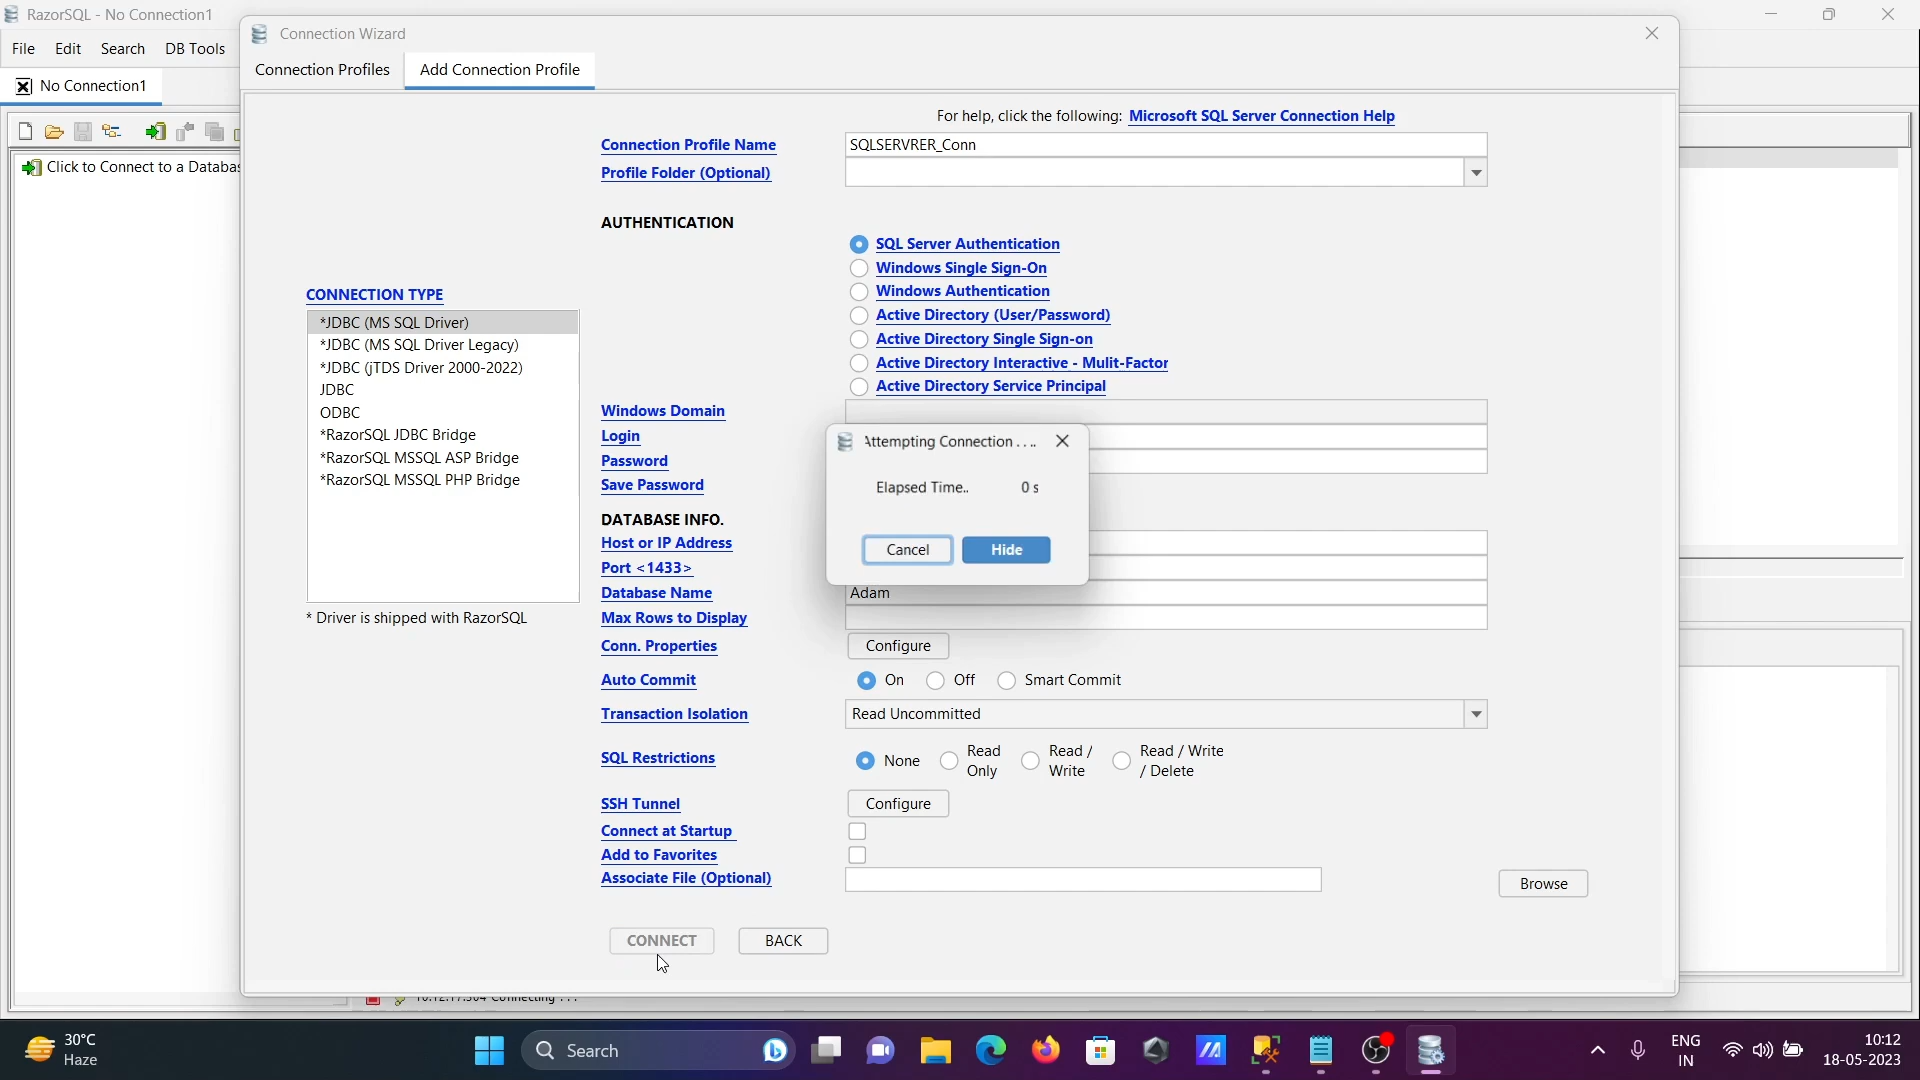 RazorSQL - No Connection1
Connection Wizard
File Edit Search DB Tools
Connection Profiles Add Connection Profile
No Connection1
For help, click the following: Microsoft SQL Server Connection Help
Connection Profile Name SQLSERVRER_Conn
Click to Connect to a Databas
Profile Folder (Optional)
AUTHENTICATION
SQL Server Authentication
Windows Single Sign-On
Windows Authentication
Active Directory (User/Password)
Active Directory Single Sign-on
Active Directory Interactive - Mulit-Factor
Active Directory Service Principal
CONNECTION TYPE
*JDBC (MS SQL Driver)
*JDBC (MS SQL Driver Legacy)
*JDBC (jTDS Driver 2000-2022)
JDBC
ODBC
*RazorSQL JDBC Bridge
*RazorSQL MSSQL ASP Bridge
*RazorSQL MSSQL PHP Bridge
* Driver is shipped with RazorSQL
Windows Domain
Login
Password
Save Password
Attempting Connection . . ..
Elapsed Time.. 0 s
Cancel Hide
DATABASE INFO.
Host or IP Address
Port <1433>
Database Name Adam
Max Rows to Display
Conn. Properties Configure
Auto Commit On Off Smart Commit
Transaction Isolation Read Uncommitted
SQL Restrictions None Read Only Read / Write Read / Write / Delete
SSH Tunnel Configure
Connect at Startup
Add to Favorites
Associate File (Optional) Browse
CONNECT BACK
30°C
Haze
Search
ENG
IN
10:12
18-05-2023